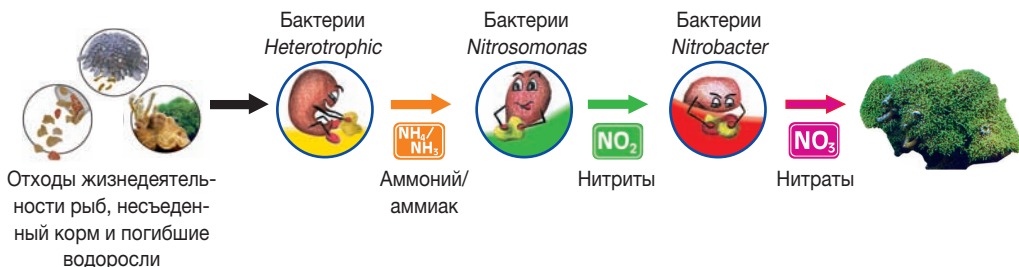 Бактерии
Heterotrophic
Бактерии
Nitrosomonas
Бактерии
Nitrobacter
NH₄/
NH₃
NO₂
NO₃
Отходы жизнедеятель-
ности рыб, несъеден-
ный корм и погибшие
водоросли
Аммоний/
аммиак
Нитриты
Нитраты